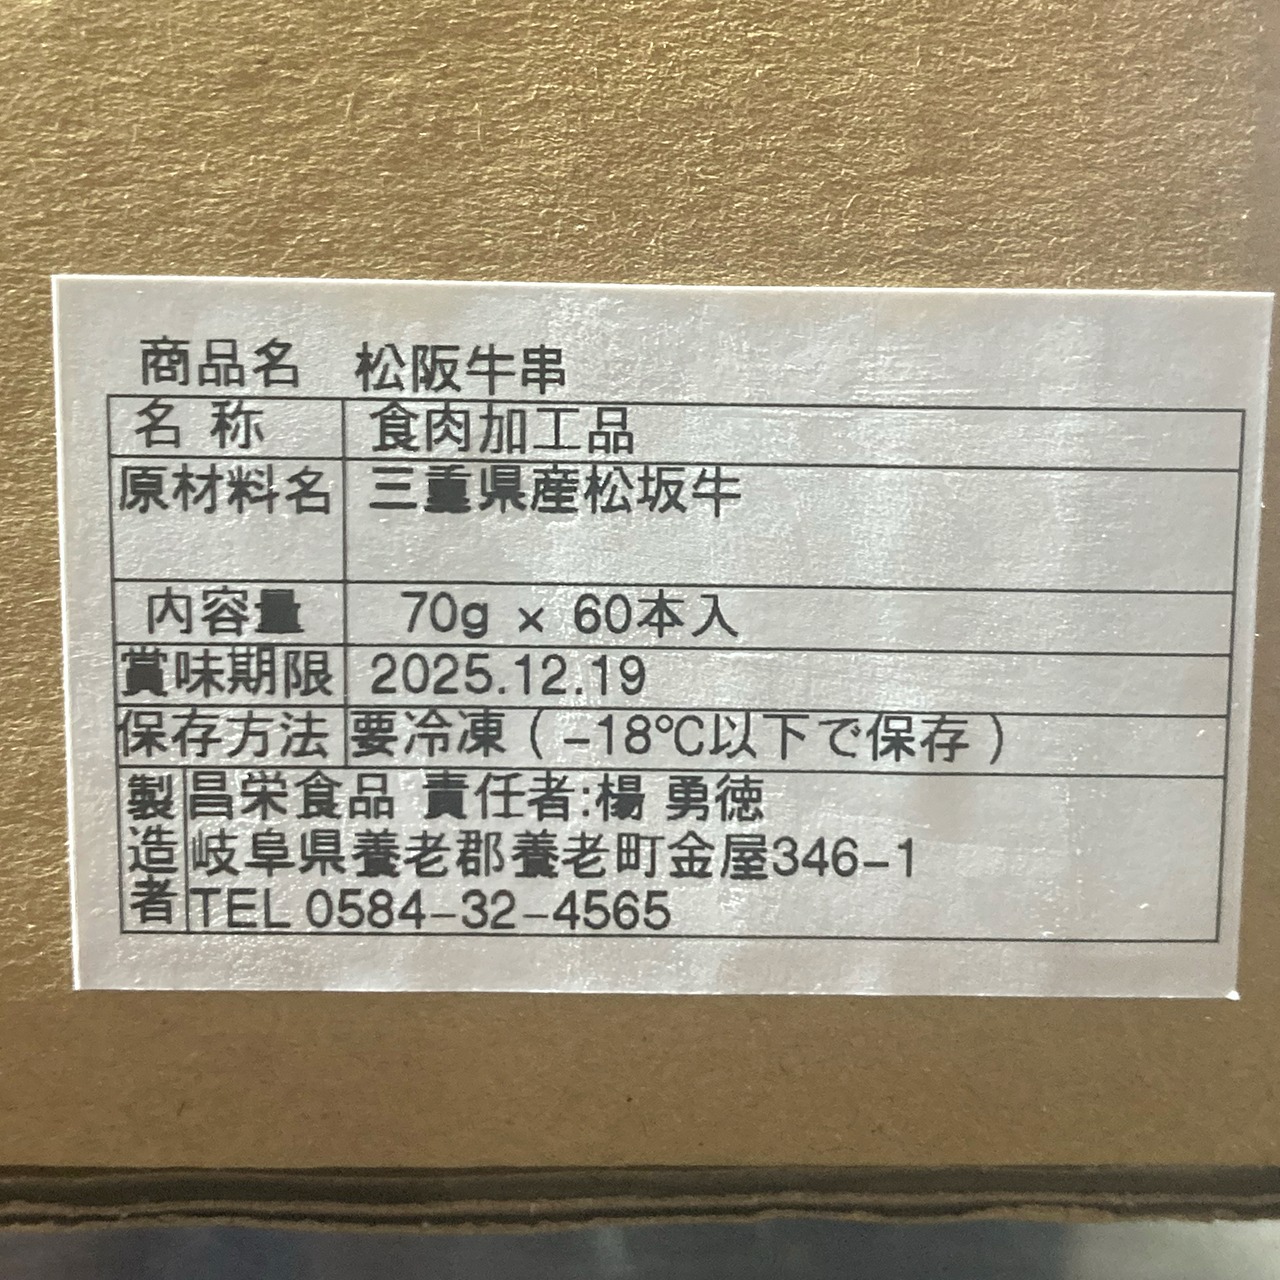 商品名 松阪牛串
名 称 食肉加工品
原材料名 三重県産松坂牛
内容量 70g × 60本入
賞味期限 2025.12.19
保存方法 要冷凍 ( -18℃以下で保存 )
製造者 昌栄食品 責任者:楊 勇徳
岐阜県養老郡養老町金屋346-1
TEL 0584-32-4565